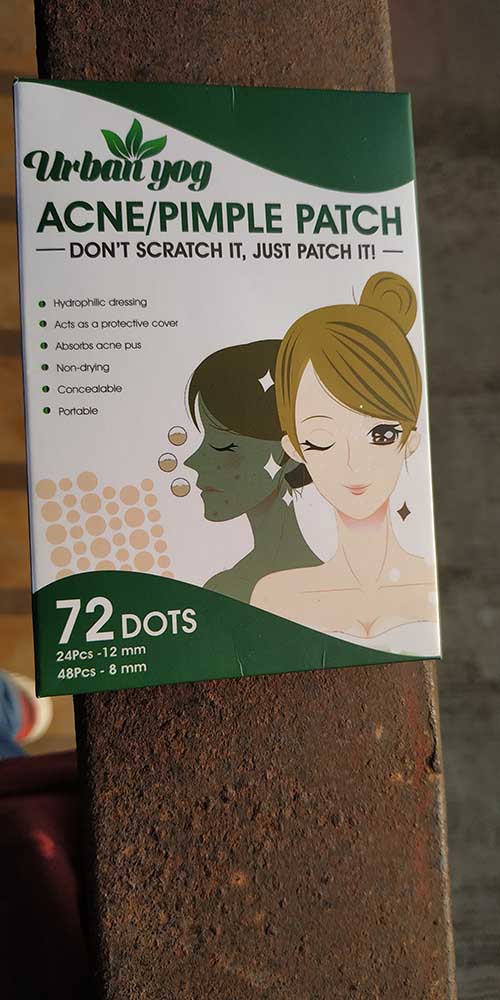 Urban yog
ACNE/PIMPLE PATCH
DON'T SCRATCH IT, JUST PATCH IT!
Hydrophilic dressing
Acts as a protective cover
Absorbs acne pus
Non-drying
Concealable
Portable
72 DOTS
24Pcs -12 mm
48Pcs - 8 mm